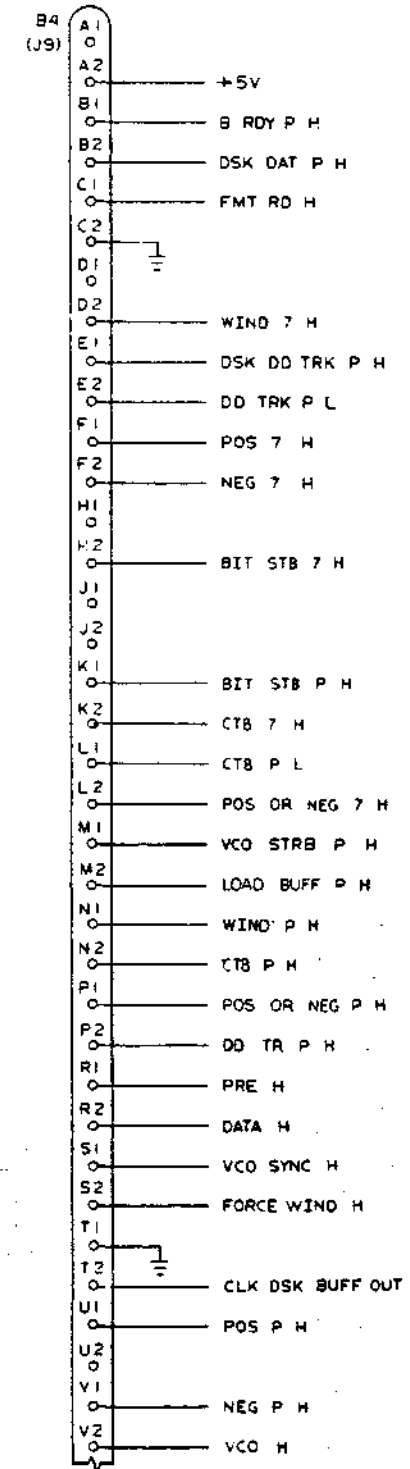 B4 A1
(J9)
A2 +5V
B1 B RDY P H
B2 DSK DAT P H
C1 FMT RD H
C2
D1
D2 WIND 7 H
E1 DSK DD TRK P H
E2 DD TRK P L
F1 POS 7 H
F2 NEG 7 H
H1
H2 BIT STB 7 H
J1
J2
K1 BIT STB P H
K2 CTB 7 H
L1 CTB P L
L2 POS OR NEG 7 H
M1 VCO STRB P H
M2 LOAD BUFF P H
N1 WIND P H
N2 CTB P H
P1 POS OR NEG P H
P2 DD TR P H
R1 PRE H
R2 DATA H
S1 VCO SYNC H
S2 FORCE WIND H
T1
T2 CLK DSK BUFF OUT
U1 POS P H
U2
V1 NEG P H
V2 VCO H